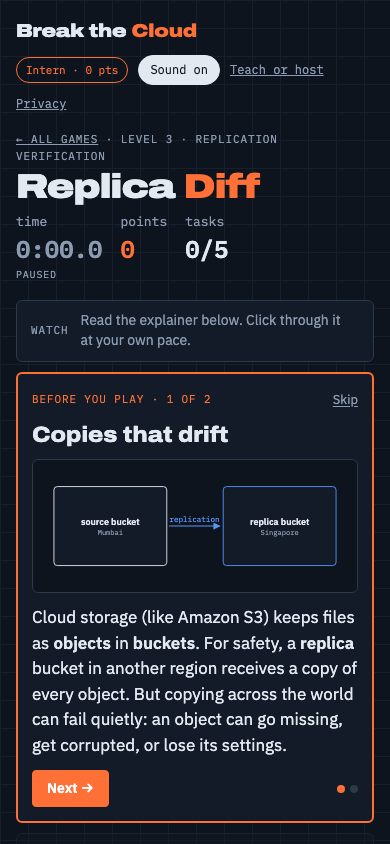 Break the Cloud
Intern · 0 pts
Sound on
Teach or host
Privacy
← ALL GAMES · LEVEL 3 · REPLICATION
VERIFICATION
Replica Diff
time points tasks
0:00.0 0 0/5
PAUSED
WATCH
Read the explainer below. Click through it
at your own pace.
BEFORE YOU PLAY · 1 OF 2
Skip
Copies that drift
source bucket
Mumbai
replication
replica bucket
Singapore
Cloud storage (like Amazon S3) keeps files
as objects in buckets. For safety, a replica
bucket in another region receives a copy of
every object. But copying across the world
can fail quietly: an object can go missing,
get corrupted, or lose its settings.
Next →